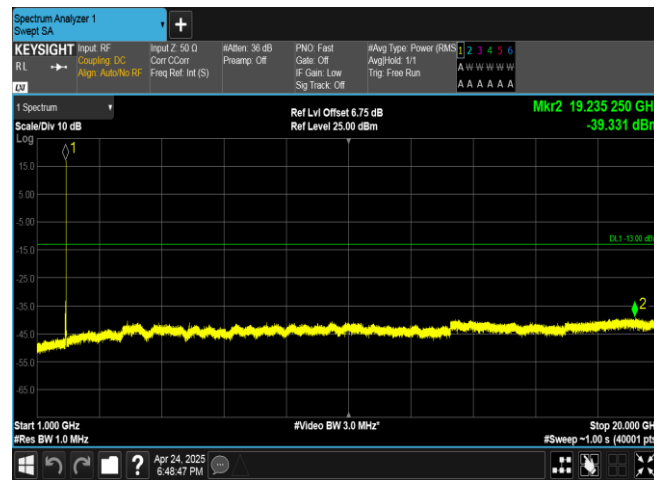 Spectrum Analyzer 1
Swept SA
+
KEYSIGHT
RL
LXI
Input: RF
Coupling: DC
Align: Auto/No RF
Input Z: 50 Ω
Corr CCorr
Freq Ref: Int (S)
#Atten: 36 dB
Preamp: Off
PNO: Fast
Gate: Off
IF Gain: Low
Sig Track: Off
#Avg Type: Power (RMS
Avg|Hold: 1/1
Trig: Free Run
1 2 3 4 5 6
A W W W W W
A A A A A A
1 Spectrum
Scale/Div 10 dB
Ref Lvl Offset 6.75 dB
Ref Level 25.00 dBm
Mkr2 19.235 250 GH
-39.331 dBm
Log
1
15.0
5.00
-5.00
DL1 -13.00 dB
-15.0
-25.0
-35.0
2
-45.0
-55.0
-65.0
Start 1.000 GHz
#Res BW 1.0 MHz
#Video BW 3.0 MHz*
Stop 20.000 GH
#Sweep ~1.00 s (40001 pts
?
Apr 24, 2025
6:48:47 PM